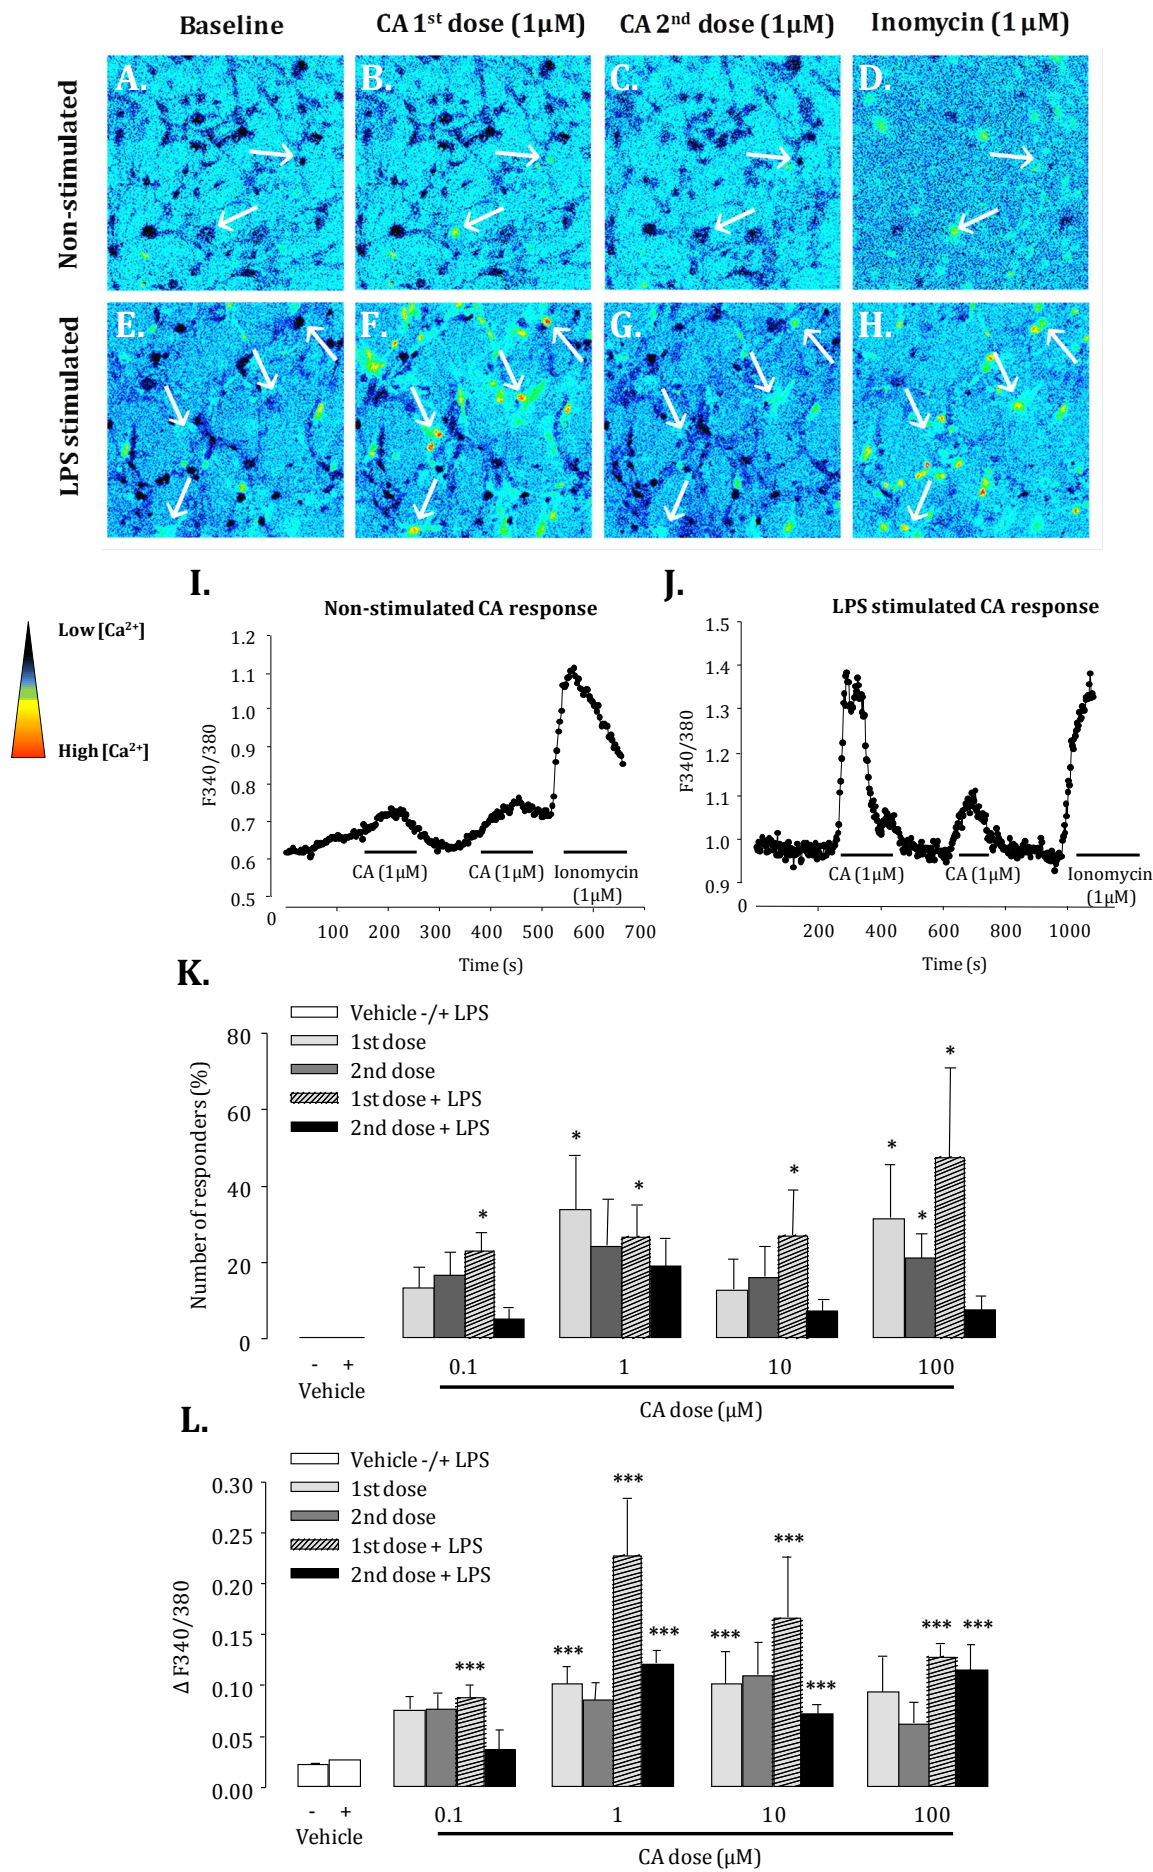 Baseline
CA 1st dose (1µM)
CA 2nd dose (1µM)
Inomycin (1 µM)
Non-stimulated
A.
B.
C.
D.
LPS stimulated
E.
F.
G.
H.
Low [Ca2+]
High [Ca2+]
I.
Non-stimulated CA response
F340/380
1.2
1.1
1.0
0.9
0.8
0.7
0.6
0.5
CA (1µM)
CA (1µM)
Ionomycin
(1µM)
0 100 200 300 400 500 600 700
Time (s)
J.
LPS stimulated CA response
F340/380
1.5
1.4
1.3
1.2
1.1
1.0
0.9
0
CA (1µM)
CA (1µM)
Ionomycin
(1µM)
200 400 600 800 1000
Time (s)
K.
Vehicle -/+ LPS
1st dose
2nd dose
1st dose + LPS
2nd dose + LPS
Number of responders (%)
80
60
40
20
0
* * * * * * *
- +
Vehicle
0.1 1 10 100
CA dose (µM)
L.
Vehicle -/+ LPS
1st dose
2nd dose
1st dose + LPS
2nd dose + LPS
Δ F340/380
0.30
0.25
0.20
0.15
0.10
0.05
0.00
*** *** *** *** *** *** *** *** ***
- +
Vehicle
0.1 1 10 100
CA dose (µM)